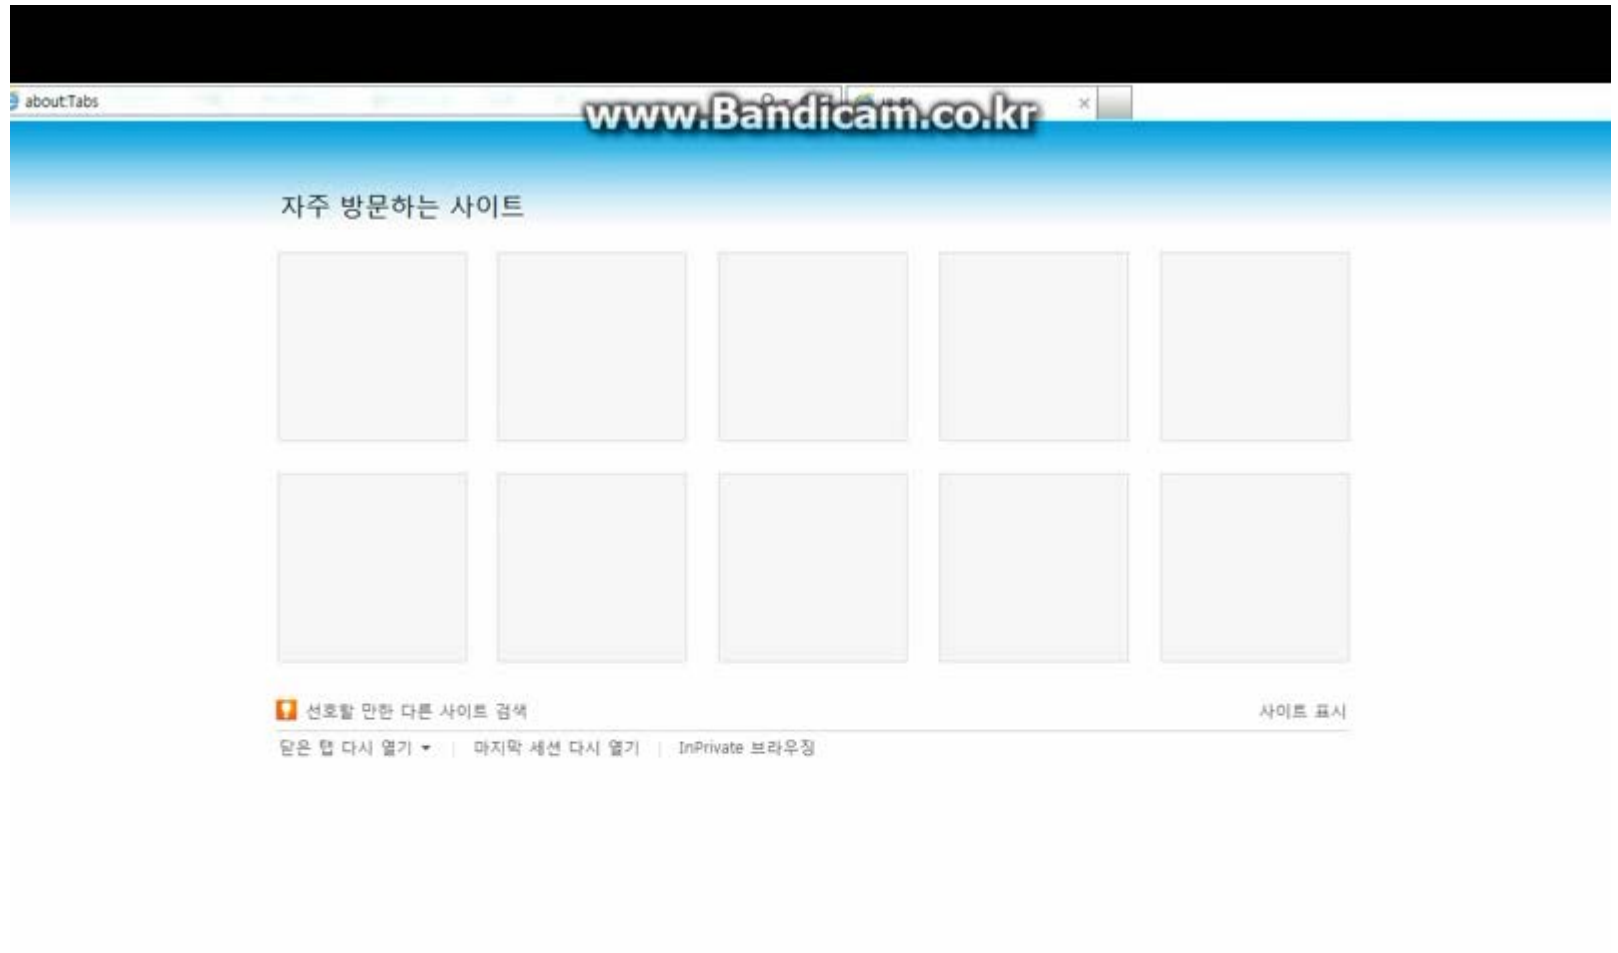 about:Tabs
www.Bandicam.co.kr
자주 방문하는 사이트
선호할 만한 다른 사이트 검색
사이트 표시
닫은 탭 다시 열기
마지막 세션 다시 열기
InPrivate 브라우징